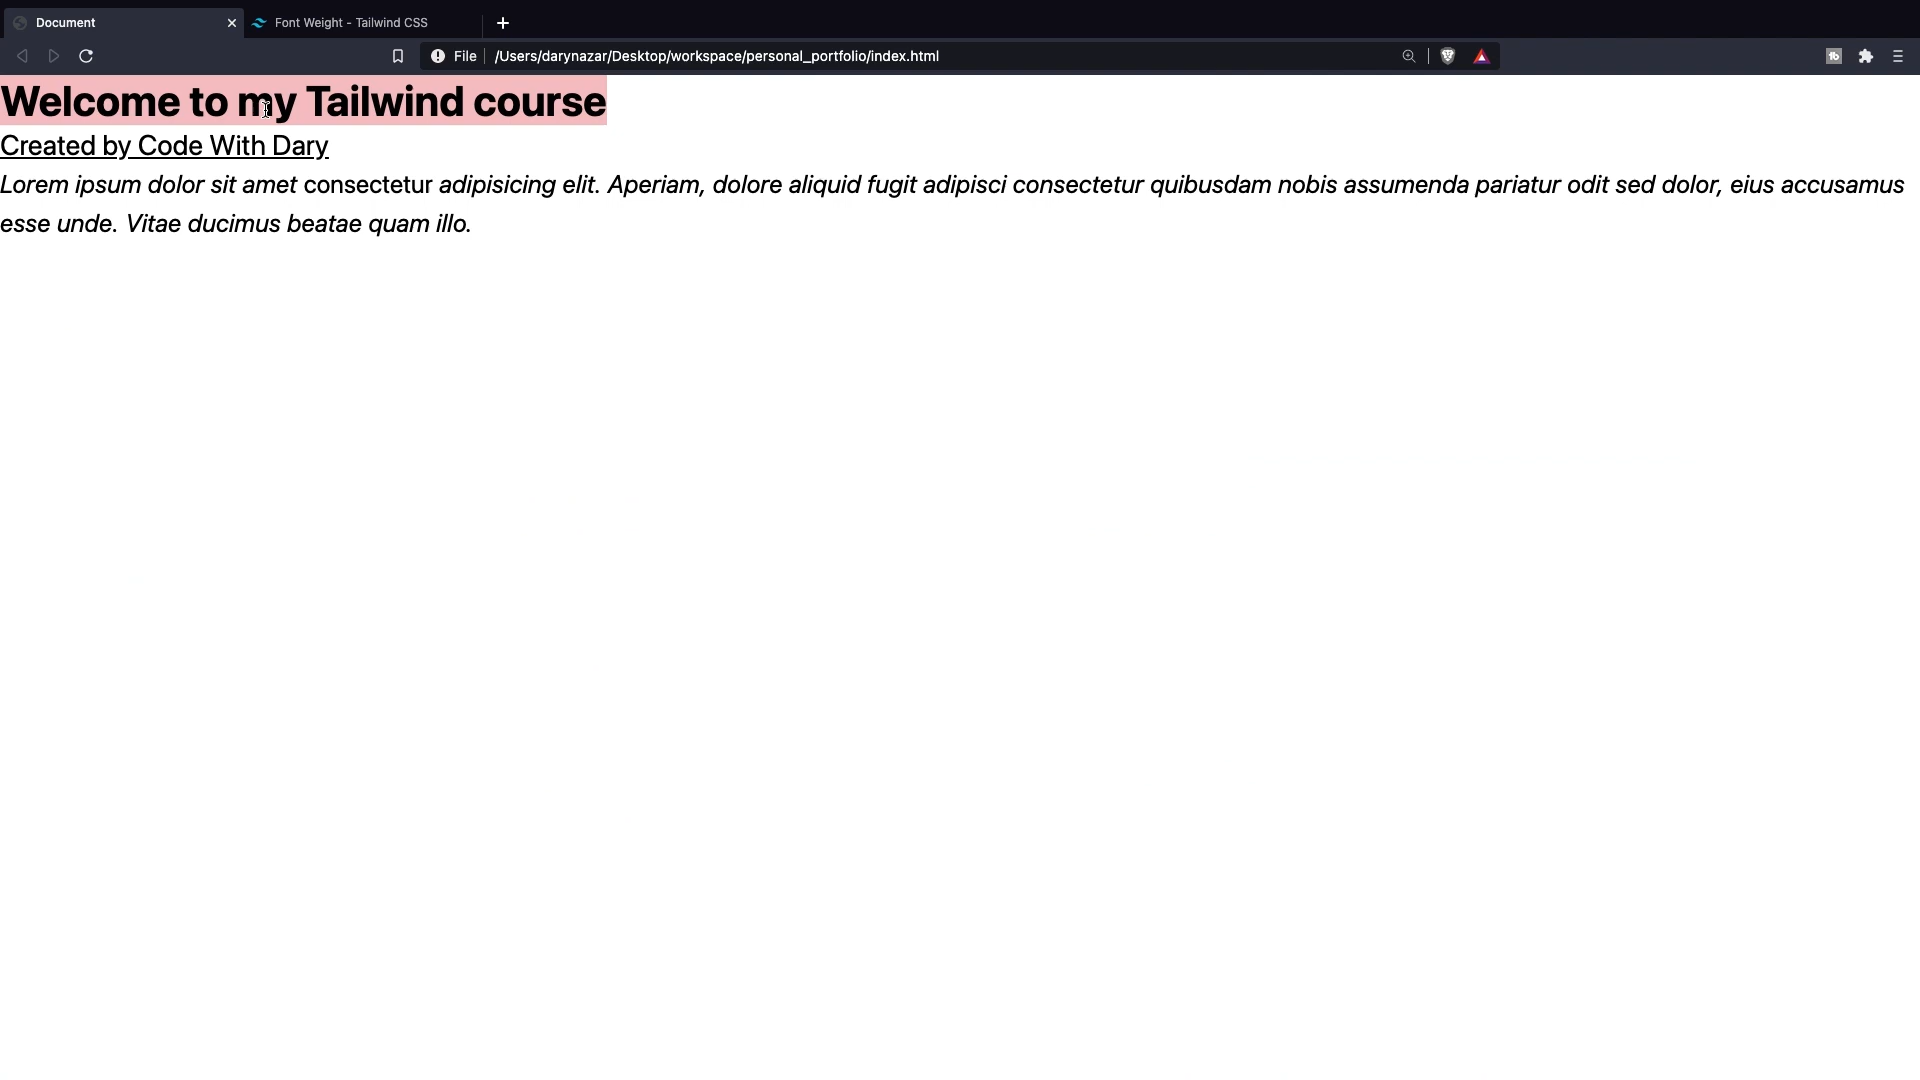 Document
Font Weight - Tailwind CSS
File
/Users/darynazar/Desktop/workspace/personal_portfolio/index.html
Welcome to my Tailwind course
Created by Code With Dary
Lorem ipsum dolor sit amet consectetur adipisicing elit. Aperiam, dolore aliquid fugit adipisci consectetur quibusdam nobis assumenda pariatur odit sed dolor, eius accusamus
esse unde. Vitae ducimus beatae quam illo.